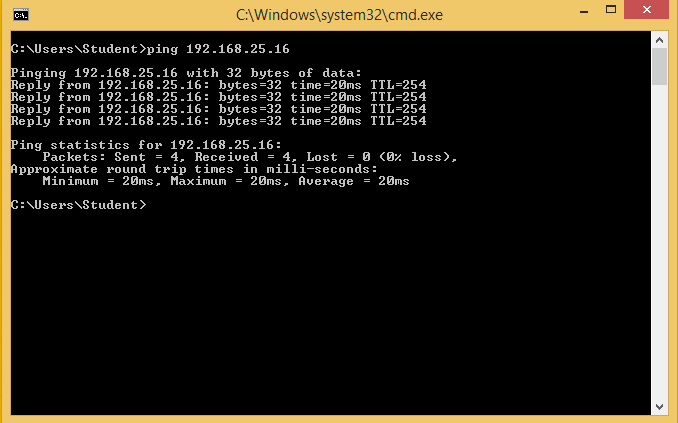 C:\Windows\system32\cmd.exe
C:\Users\Student>ping 192.168.25.16
Pinging 192.168.25.16 with 32 bytes of data:
Reply from 192.168.25.16: bytes=32 time=20ms TTL=254
Reply from 192.168.25.16: bytes=32 time=20ms TTL=254
Reply from 192.168.25.16: bytes=32 time=20ms TTL=254
Reply from 192.168.25.16: bytes=32 time=20ms TTL=254
Ping statistics for 192.168.25.16:
    Packets: Sent = 4, Received = 4, Lost = 0 (0% loss),
Approximate round trip times in milli-seconds:
    Minimum = 20ms, Maximum = 20ms, Average = 20ms
C:\Users\Student>